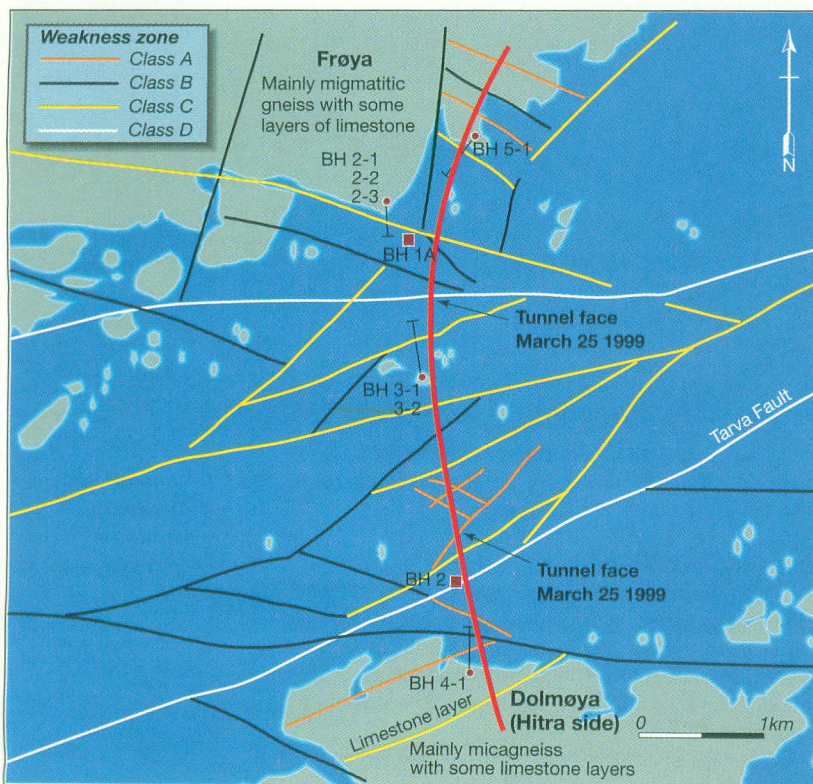 Weakness zone
Class A
Class B
Class C
Class D
Frøya
Mainly migmatitic
gneiss with some
layers of limestone
N
BH 5-1
BH 2-1
2-2
2-3
BH 1A
Tunnel face
March 25 1999
BH 3-1
3-2
Tarva Fault
BH 2
Tunnel face
March 25 1999
BH 4-1
Limestone layer
Dolmøya
(Hitra side)
0 1km
Mainly micagneiss
with some limestone layers